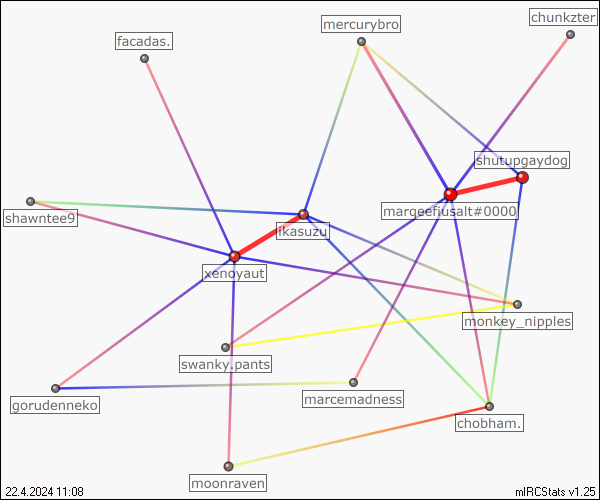 mercurybro
chunkzter
facadas.
shutupgaydog
marqeefiusalt#0000
shawntee9
ikasuzu
xenoyaut
monkey_nipples
swanky.pants
gorudenneko
marcemadness
chobham.
moonraven
22.4.2024 11:08
mIRCStats v1.25